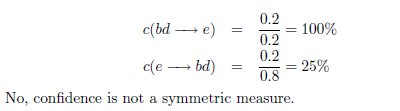 c(bd ⟶ e) = 0.2/0.2 = 100%
c(e ⟶ bd) = 0.2/0.8 = 25%
No, confidence is not a symmetric measure.